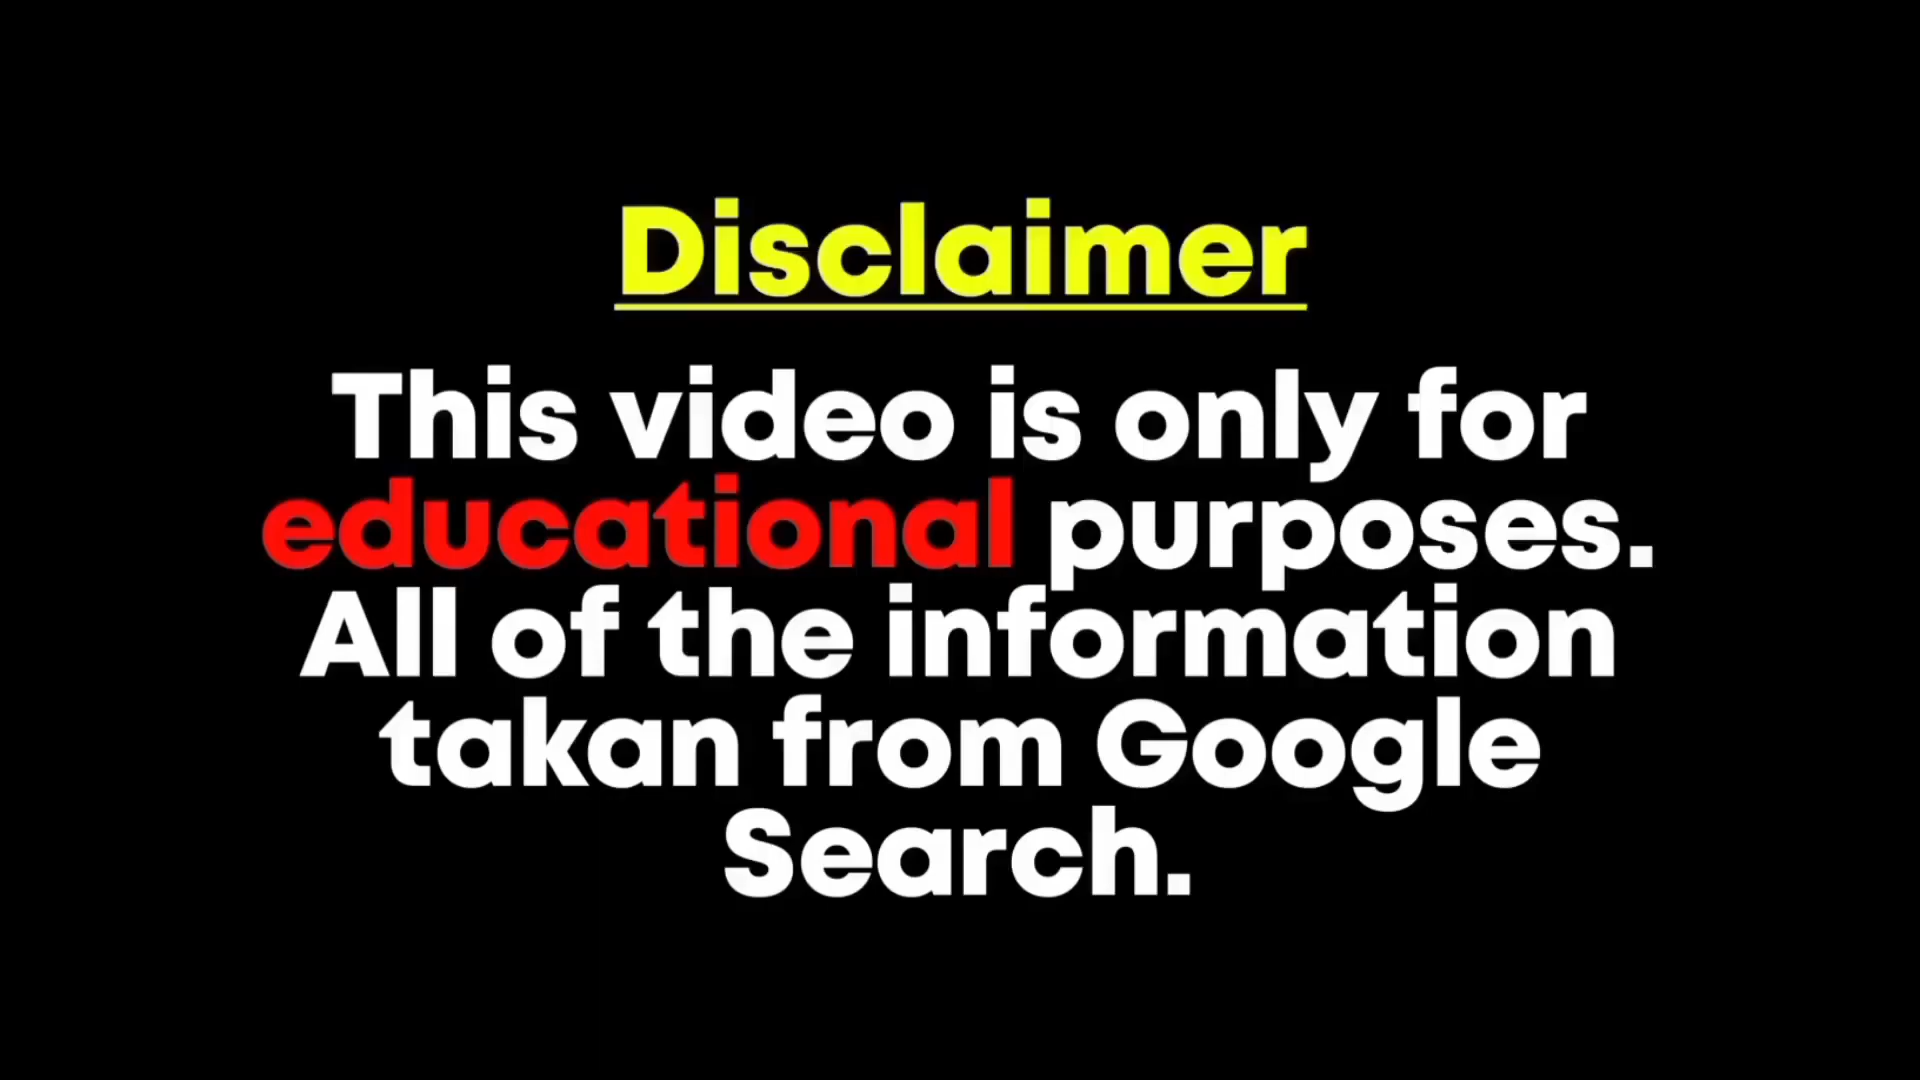 Disclaimer
This video is only for
educational purposes.
All of the information
takan from Google
Search.